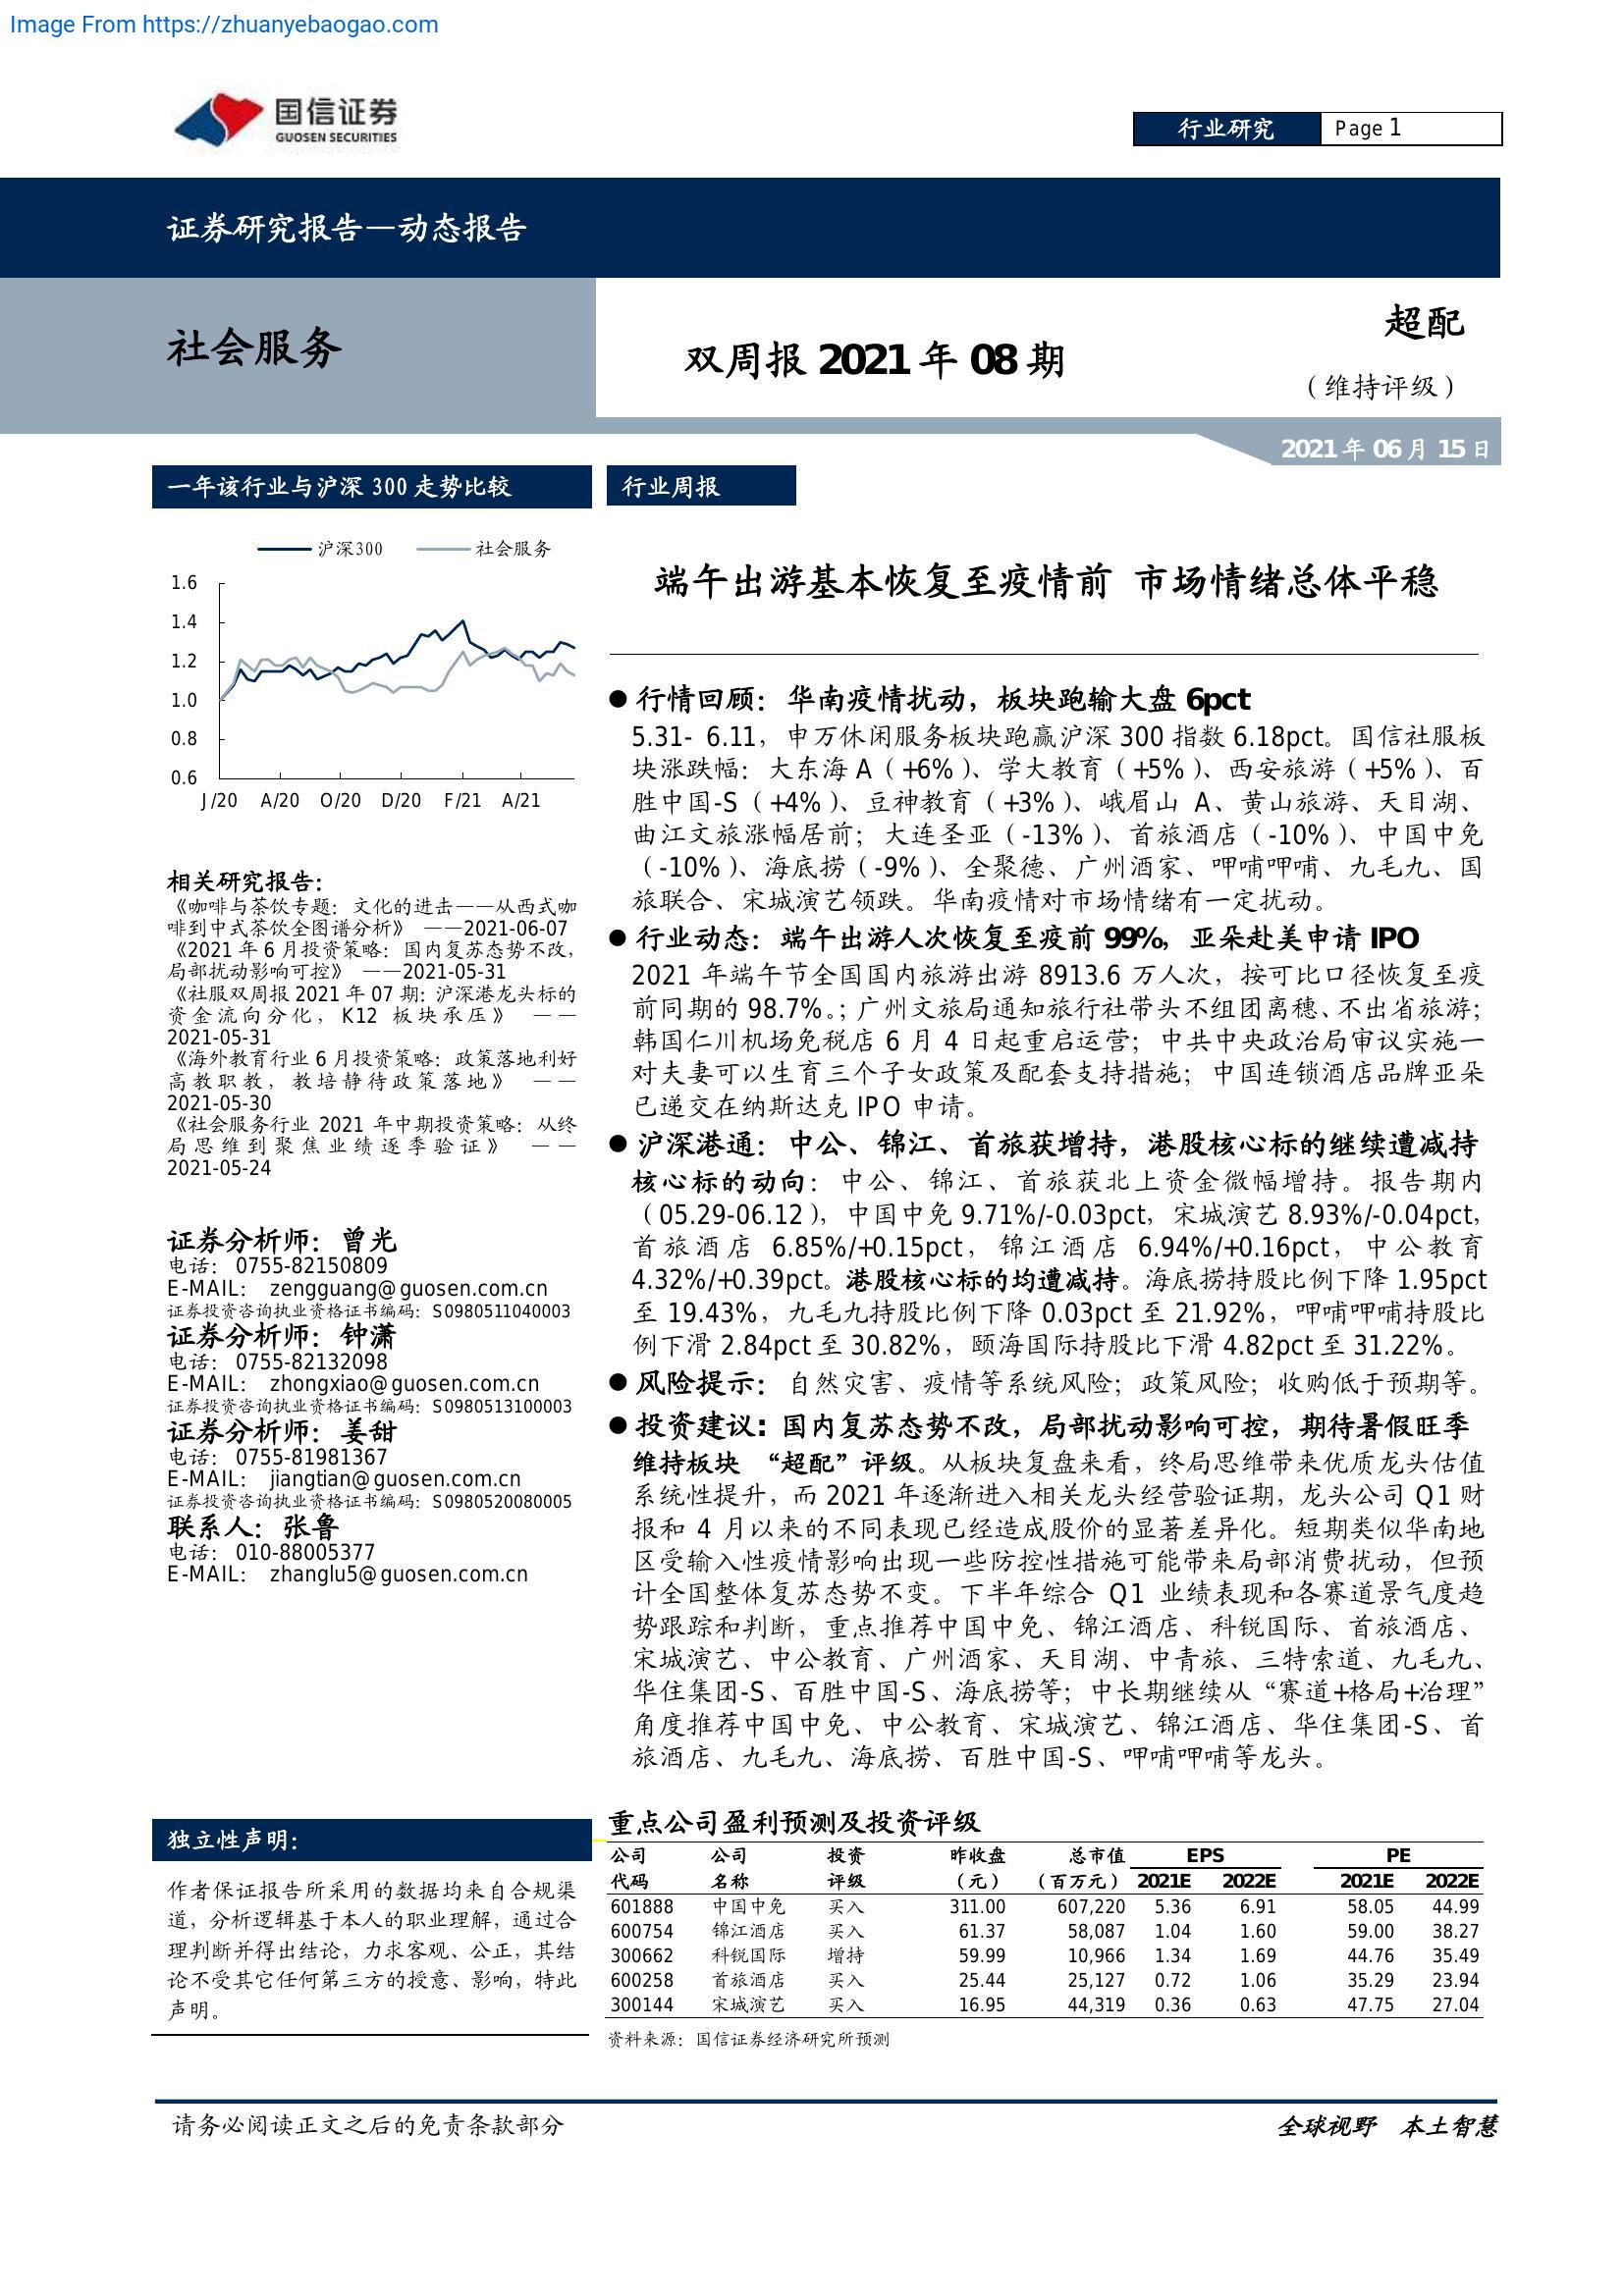 Image From https://zhuanyebaogao.com
国信证券
GUOSEN SECURITIES
行业研究 Page 1
证券研究报告—动态报告
社会服务
双周报 2021 年 08 期
超配
（维持评级）
2021 年 06 月 15 日
一年该行业与沪深 300 走势比较
沪深300 社会服务
1.6
1.4
1.2
1.0
0.8
0.6
J/20 A/20 O/20 D/20 F/21 A/21
相关研究报告：
《咖啡与茶饮专题：文化的进击——从西式咖
啡到中式茶饮全图谱分析》 ——2021-06-07
《2021 年 6 月投资策略：国内复苏态势不改，
局部扰动影响可控》 ——2021-05-31
《社服双周报 2021 年 07 期：沪深港龙头标的
资金流向分化，K12 板块承压》 ——
2021-05-31
《海外教育行业 6 月投资策略：政策落地利好
高教职教，教培静待政策落地》 ——
2021-05-30
《社会服务行业 2021 年中期投资策略：从终
局思维到聚焦业绩逐季验证》 ——
2021-05-24
证券分析师：曾光
电话： 0755-82150809
E-MAIL： zengguang@guosen.com.cn
证券投资咨询执业资格证书编码：S0980511040003
证券分析师：钟潇
电话： 0755-82132098
E-MAIL： zhongxiao@guosen.com.cn
证券投资咨询执业资格证书编码：S0980513100003
证券分析师：姜甜
电话： 0755-81981367
E-MAIL： jiangtian@guosen.com.cn
证券投资咨询执业资格证书编码：S0980520080005
联系人：张鲁
电话： 010-88005377
E-MAIL： zhanglu5@guosen.com.cn
独立性声明：
作者保证报告所采用的数据均来自合规渠
道，分析逻辑基于本人的职业理解，通过合
理判断并得出结论，力求客观、公正，其结
论不受其它任何第三方的授意、影响，特此
声明。
行业周报
端午出游基本恢复至疫情前 市场情绪总体平稳
● 行情回顾：华南疫情扰动，板块跑输大盘 6pct
5.31- 6.11，申万休闲服务板块跑赢沪深 300 指数 6.18pct。国信社服板
块涨跌幅：大东海 A（+6%）、学大教育（+5%）、西安旅游（+5%）、百
胜中国-S（+4%）、豆神教育（+3%）、峨眉山 A、黄山旅游、天目湖、
曲江文旅涨幅居前；大连圣亚（-13%）、首旅酒店（-10%）、中国中免
（-10%）、海底捞（-9%）、全聚德、广州酒家、呷哺呷哺、九毛九、国
旅联合、宋城演艺领跌。华南疫情对市场情绪有一定扰动。
● 行业动态：端午出游人次恢复至疫前 99%，亚朵赴美申请 IPO
2021 年端午节全国国内旅游出游 8913.6 万人次，按可比口径恢复至疫
前同期的 98.7%。；广州文旅局通知旅行社带头不组团离穗、不出省旅游；
韩国仁川机场免税店 6 月 4 日起重启运营；中共中央政治局审议实施一
对夫妻可以生育三个子女政策及配套支持措施；中国连锁酒店品牌亚朵
已递交在纳斯达克 IPO 申请。
● 沪深港通：中公、锦江、首旅获增持，港股核心标的继续遭减持
核心标的动向：中公、锦江、首旅获北上资金微幅增持。报告期内
（05.29-06.12），中国中免 9.71%/-0.03pct，宋城演艺 8.93%/-0.04pct，
首旅酒店 6.85%/+0.15pct，锦江酒店 6.94%/+0.16pct，中公教育
4.32%/+0.39pct。港股核心标的均遭减持。海底捞持股比例下降 1.95pct
至 19.43%，九毛九持股比例下降 0.03pct 至 21.92%，呷哺呷哺持股比
例下滑 2.84pct 至 30.82%，颐海国际持股比下滑 4.82pct 至 31.22%。
● 风险提示：自然灾害、疫情等系统风险；政策风险；收购低于预期等。
● 投资建议：国内复苏态势不改，局部扰动影响可控，期待暑假旺季
维持板块 “超配”评级。从板块复盘来看，终局思维带来优质龙头估值
系统性提升，而 2021 年逐渐进入相关龙头经营验证期，龙头公司 Q1 财
报和 4 月以来的不同表现已经造成股价的显著差异化。短期类似华南地
区受输入性疫情影响出现一些防控性措施可能带来局部消费扰动，但预
计全国整体复苏态势不变。下半年综合 Q1 业绩表现和各赛道景气度趋
势跟踪和判断，重点推荐中国中免、锦江酒店、科锐国际、首旅酒店、
宋城演艺、中公教育、广州酒家、天目湖、中青旅、三特索道、九毛九、
华住集团-S、百胜中国-S、海底捞等；中长期继续从“赛道+格局+治理”
角度推荐中国中免、中公教育、宋城演艺、锦江酒店、华住集团-S、首
旅酒店、九毛九、海底捞、百胜中国-S、呷哺呷哺等龙头。
重点公司盈利预测及投资评级
公司 公司 投资 昨收盘 总市值 EPS PE
代码 名称 评级 （元） （百万元） 2021E 2022E 2021E 2022E
601888 中国中免 买入 311.00 607,220 5.36 6.91 58.05 44.99
600754 锦江酒店 买入 61.37 58,087 1.04 1.60 59.00 38.27
300662 科锐国际 增持 59.99 10,966 1.34 1.69 44.76 35.49
600258 首旅酒店 买入 25.44 25,127 0.72 1.06 35.29 23.94
300144 宋城演艺 买入 16.95 44,319 0.36 0.63 47.75 27.04
资料来源：国信证券经济研究所预测
请务必阅读正文之后的免责条款部分
全球视野 本土智慧